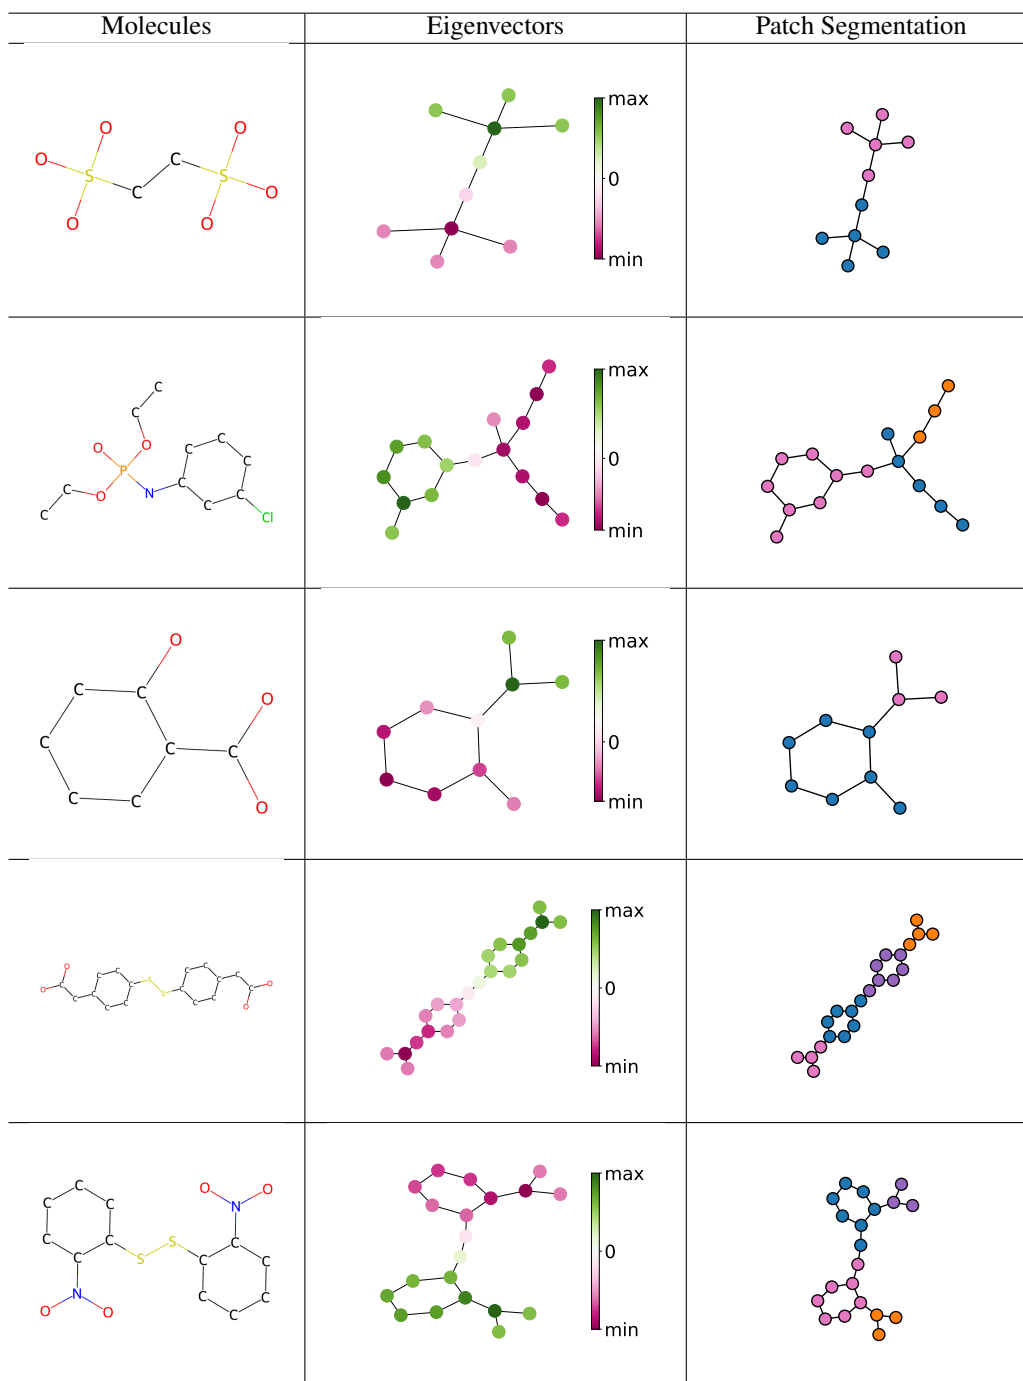 Molecules Eigenvectors Patch Segmentation
O O
O S C S O
C
O O
max
0
min
C
C
O O C C
P C
C O N C C
C C
Cl
max
0
min
O
C C O
C C C
C C O
max
0
min
O C C S C C C O
O C C C C S C C C C O
C C C C O
max
0
min
C O O
C C N
C C S C
C S C C C
N C C
O O C
max
0
min